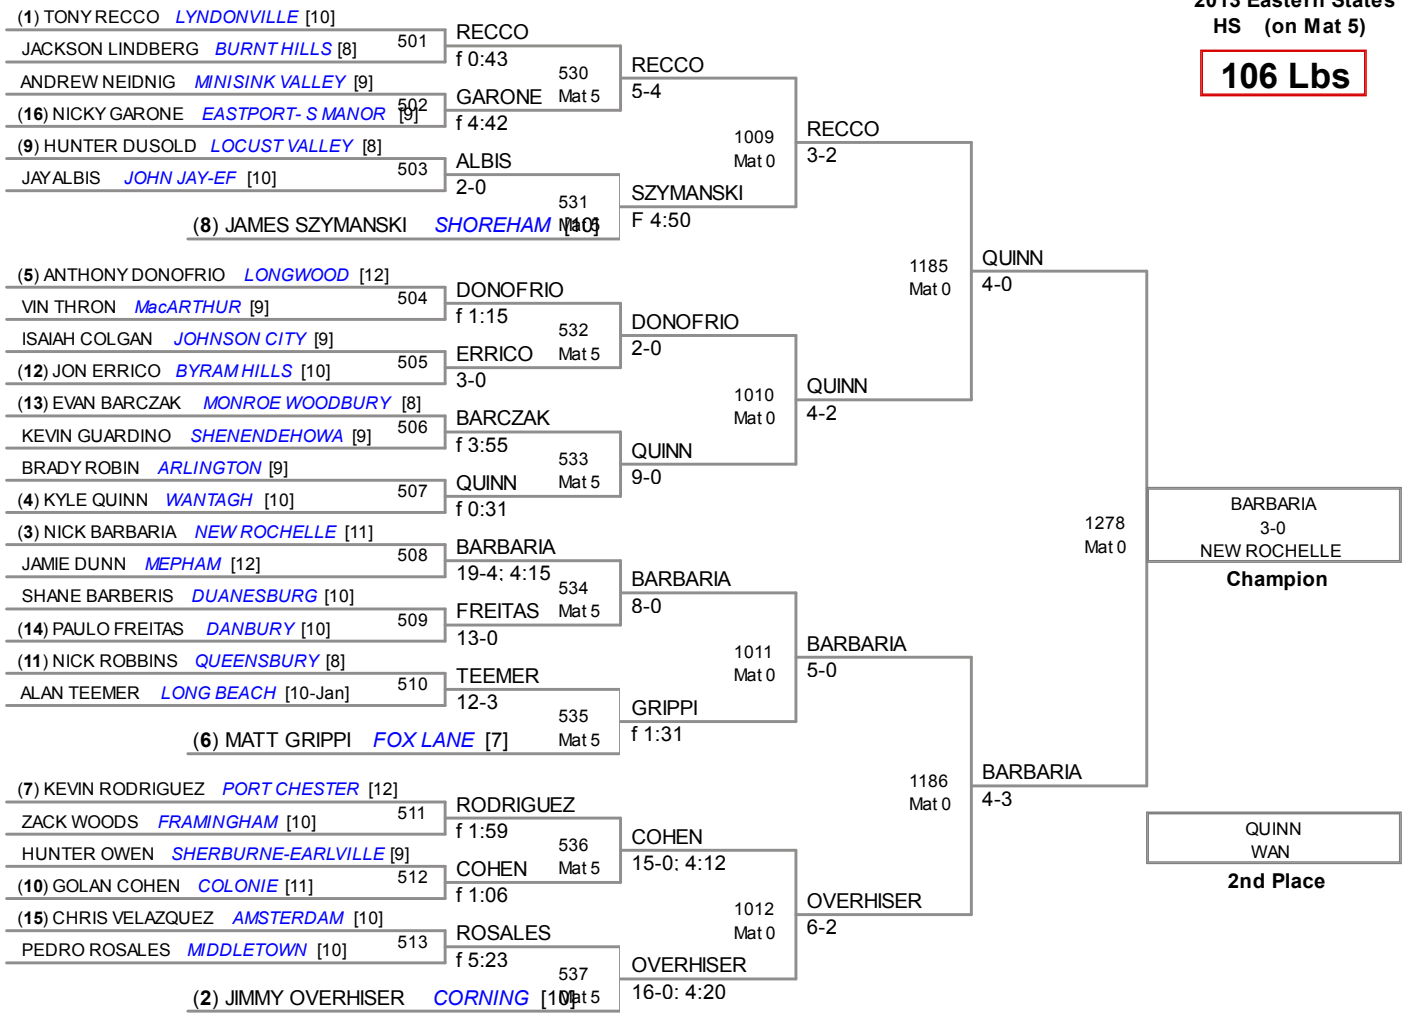 2013 Eastern States
HS (on Mat 5)
106 Lbs
(1) TONY RECCO LYNDONVILLE [10]
501
RECCO
JACKSON LINDBERG BURNT HILLS [8]
f 0:43
530
Mat 5
RECCO
5-4
ANDREW NEIDNIG MINISINK VALLEY [9]
502
GARONE
(16) NICKY GARONE EASTPORT- S MANOR [9]
f 4:42
1009
Mat 0
RECCO
3-2
(9) HUNTER DUSOLD LOCUST VALLEY [8]
503
ALBIS
JAY ALBIS JOHN JAY-EF [10]
2-0
531
Mat 5
SZYMANSKI
F 4:50
(8) JAMES SZYMANSKI SHOREHAM [10]
1185
Mat 0
QUINN
4-0
(5) ANTHONY DONOFRIO LONGWOOD [12]
504
DONOFRIO
VIN THRON MacARTHUR [9]
f 1:15
532
Mat 5
DONOFRIO
2-0
ISAIAH COLGAN JOHNSON CITY [9]
505
ERRICO
(12) JON ERRICO BYRAM HILLS [10]
3-0
1010
Mat 0
QUINN
4-2
(13) EVAN BARCZAK MONROE WOODBURY [8]
506
BARCZAK
KEVIN GUARDINO SHENENDEHOWA [9]
f 3:55
533
Mat 5
QUINN
9-0
BRADY ROBIN ARLINGTON [9]
507
QUINN
(4) KYLE QUINN WANTAGH [10]
f 0:31
1278
Mat 0
BARBARIA
3-0
NEW ROCHELLE
Champion
(3) NICK BARBARIA NEW ROCHELLE [11]
508
BARBARIA
JAMIE DUNN MEPHAM [12]
19-4; 4:15
534
Mat 5
BARBARIA
8-0
SHANE BARBERIS DUANESBURG [10]
509
FREITAS
(14) PAULO FREITAS DANBURY [10]
13-0
1011
Mat 0
BARBARIA
5-0
(11) NICK ROBBINS QUEENSBURY [8]
510
TEEMER
ALAN TEEMER LONG BEACH [10-Jan]
12-3
535
Mat 5
GRIPPI
f 1:31
(6) MATT GRIPPI FOX LANE [7]
1186
Mat 0
BARBARIA
4-3
(7) KEVIN RODRIGUEZ PORT CHESTER [12]
511
RODRIGUEZ
ZACK WOODS FRAMINGHAM [10]
f 1:59
536
Mat 5
COHEN
15-0; 4:12
HUNTER OWEN SHERBURNE-EARLVILLE [9]
512
COHEN
(10) GOLAN COHEN COLONIE [11]
f 1:06
1012
Mat 0
OVERHISER
6-2
(15) CHRIS VELAZQUEZ AMSTERDAM [10]
513
ROSALES
PEDRO ROSALES MIDDLETOWN [10]
f 5:23
537
Mat 5
OVERHISER
16-0; 4:20
(2) JIMMY OVERHISER CORNING [10]
QUINN
WAN
2nd Place